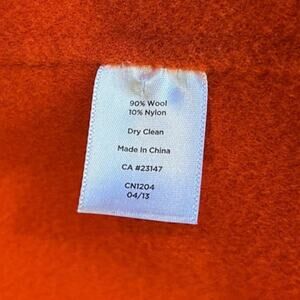 90% Wool
10% Nylon
Dry Clean
Made In China
CA #23147
CN1204
04/13